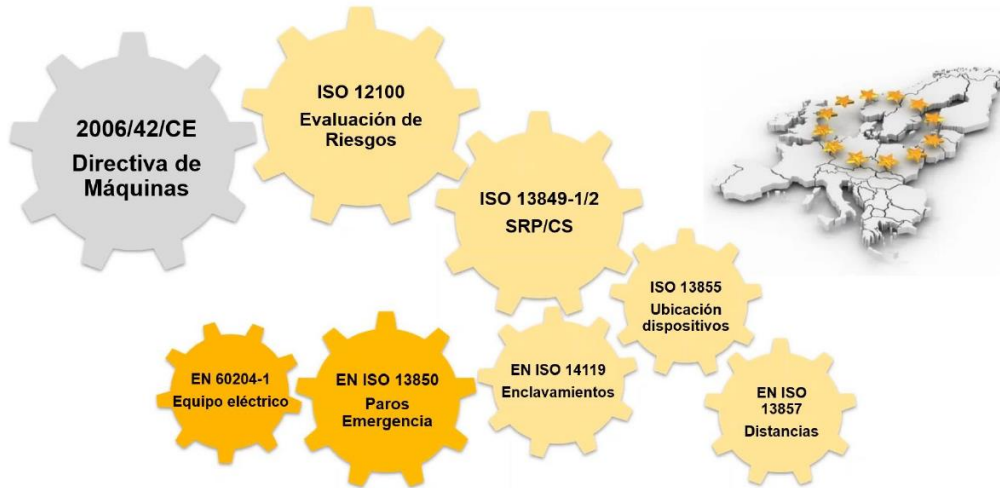 2006/42/CE
Directiva de
Máquinas
ISO 12100
Evaluación de
Riesgos
ISO 13849-1/2
SRP/CS
ISO 13855
Ubicación
dispositivos
EN 60204-1
Equipo eléctrico
EN ISO 13850
Paros
Emergencia
EN ISO 14119
Enclavamientos
EN ISO
13857
Distancias